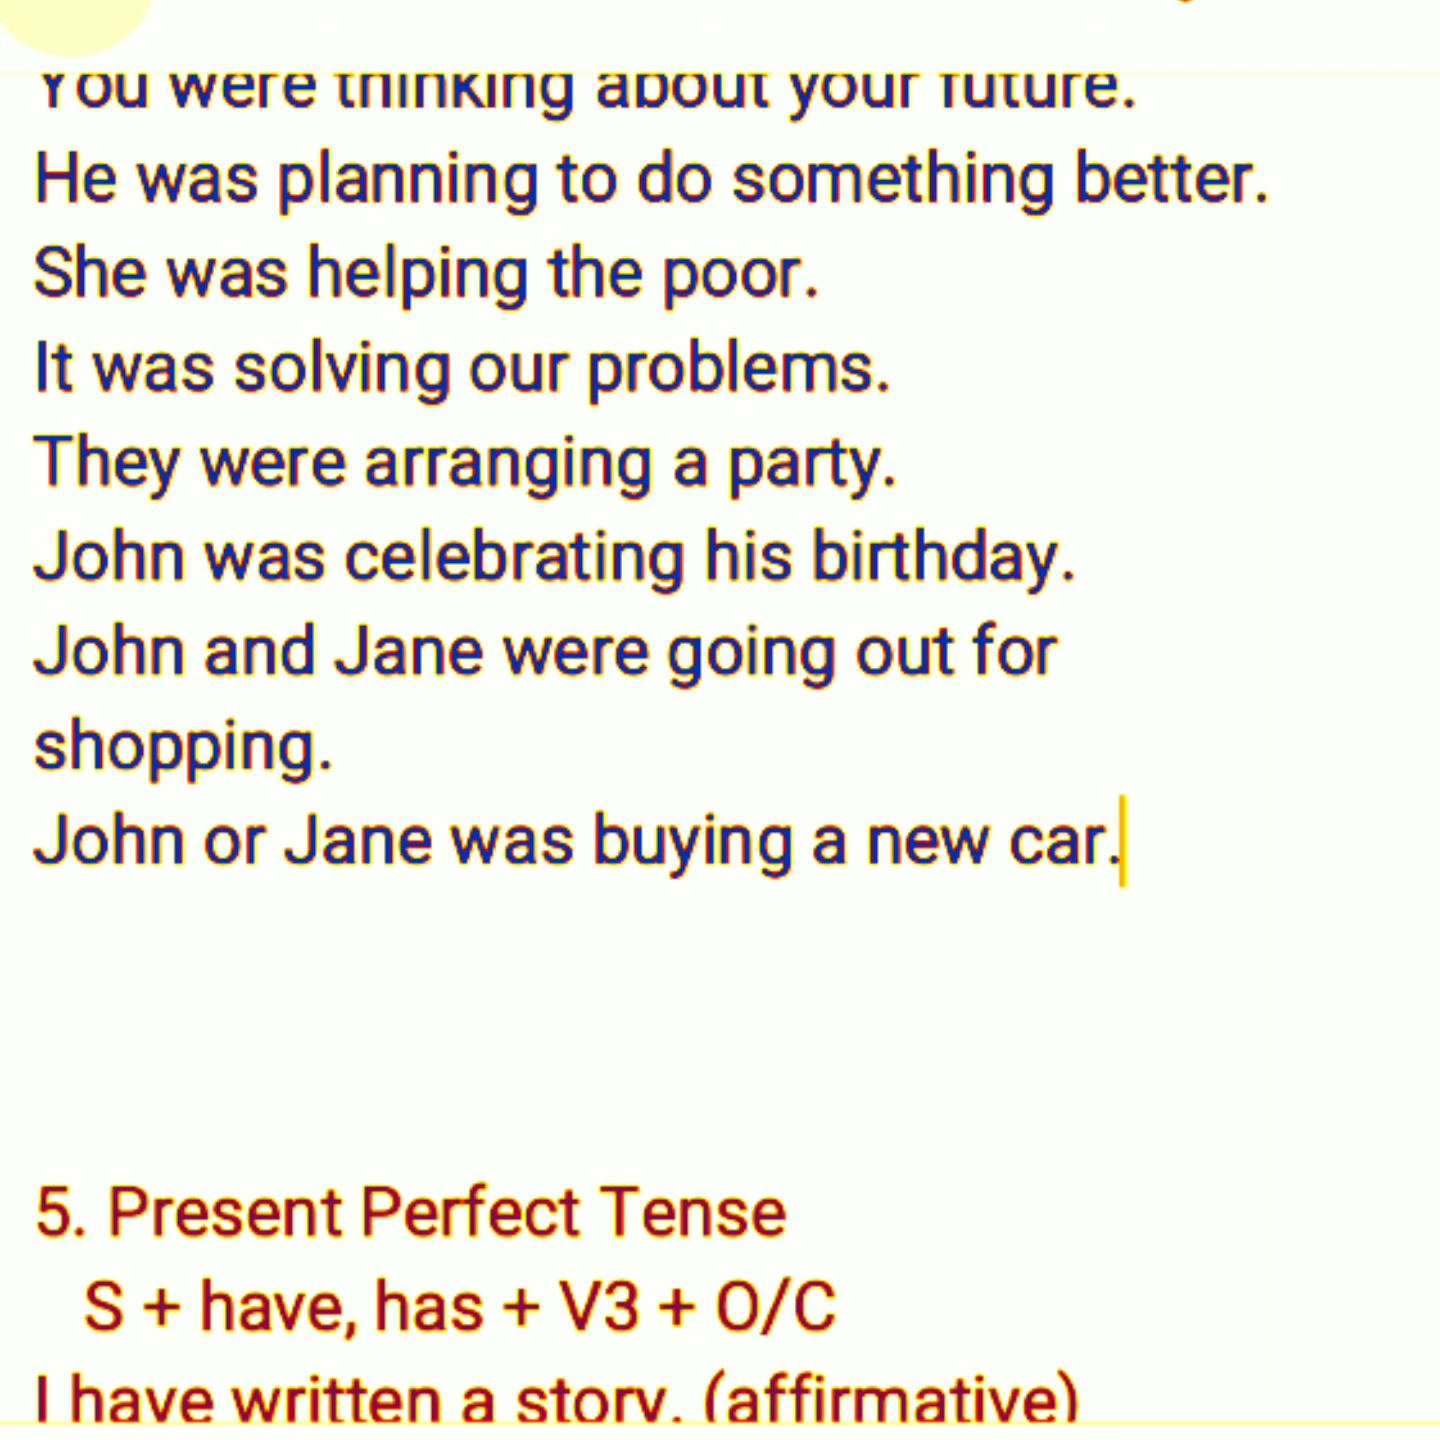 You were thinking about your future.
He was planning to do something better.
She was helping the poor.
It was solving our problems.
They were arranging a party.
John was celebrating his birthday.
John and Jane were going out for
shopping.
John or Jane was buying a new car.
5. Present Perfect Tense
S + have, has + V3 + O/C
I have written a story. (affirmative)